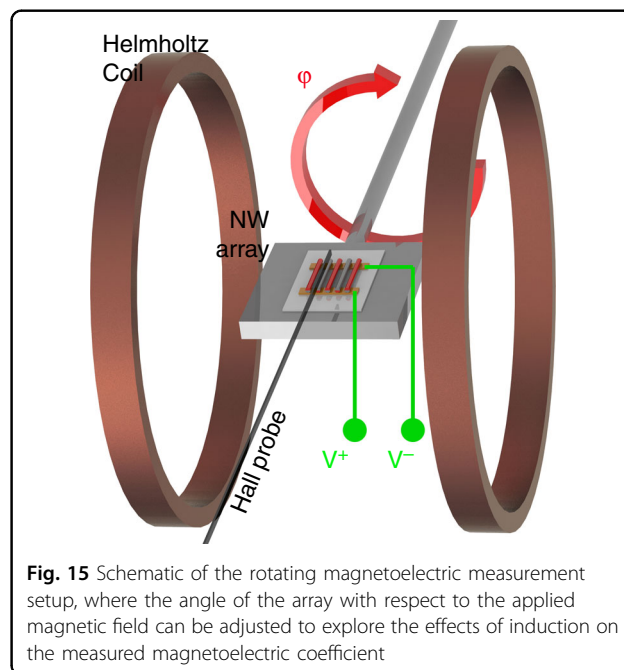 Helmholtz
Coil
φ
NW
array
Hall probe
V+
V−
Fig. 15 Schematic of the rotating magnetoelectric measurement
setup, where the angle of the array with respect to the applied
magnetic field can be adjusted to explore the effects of induction on
the measured magnetoelectric coefficient